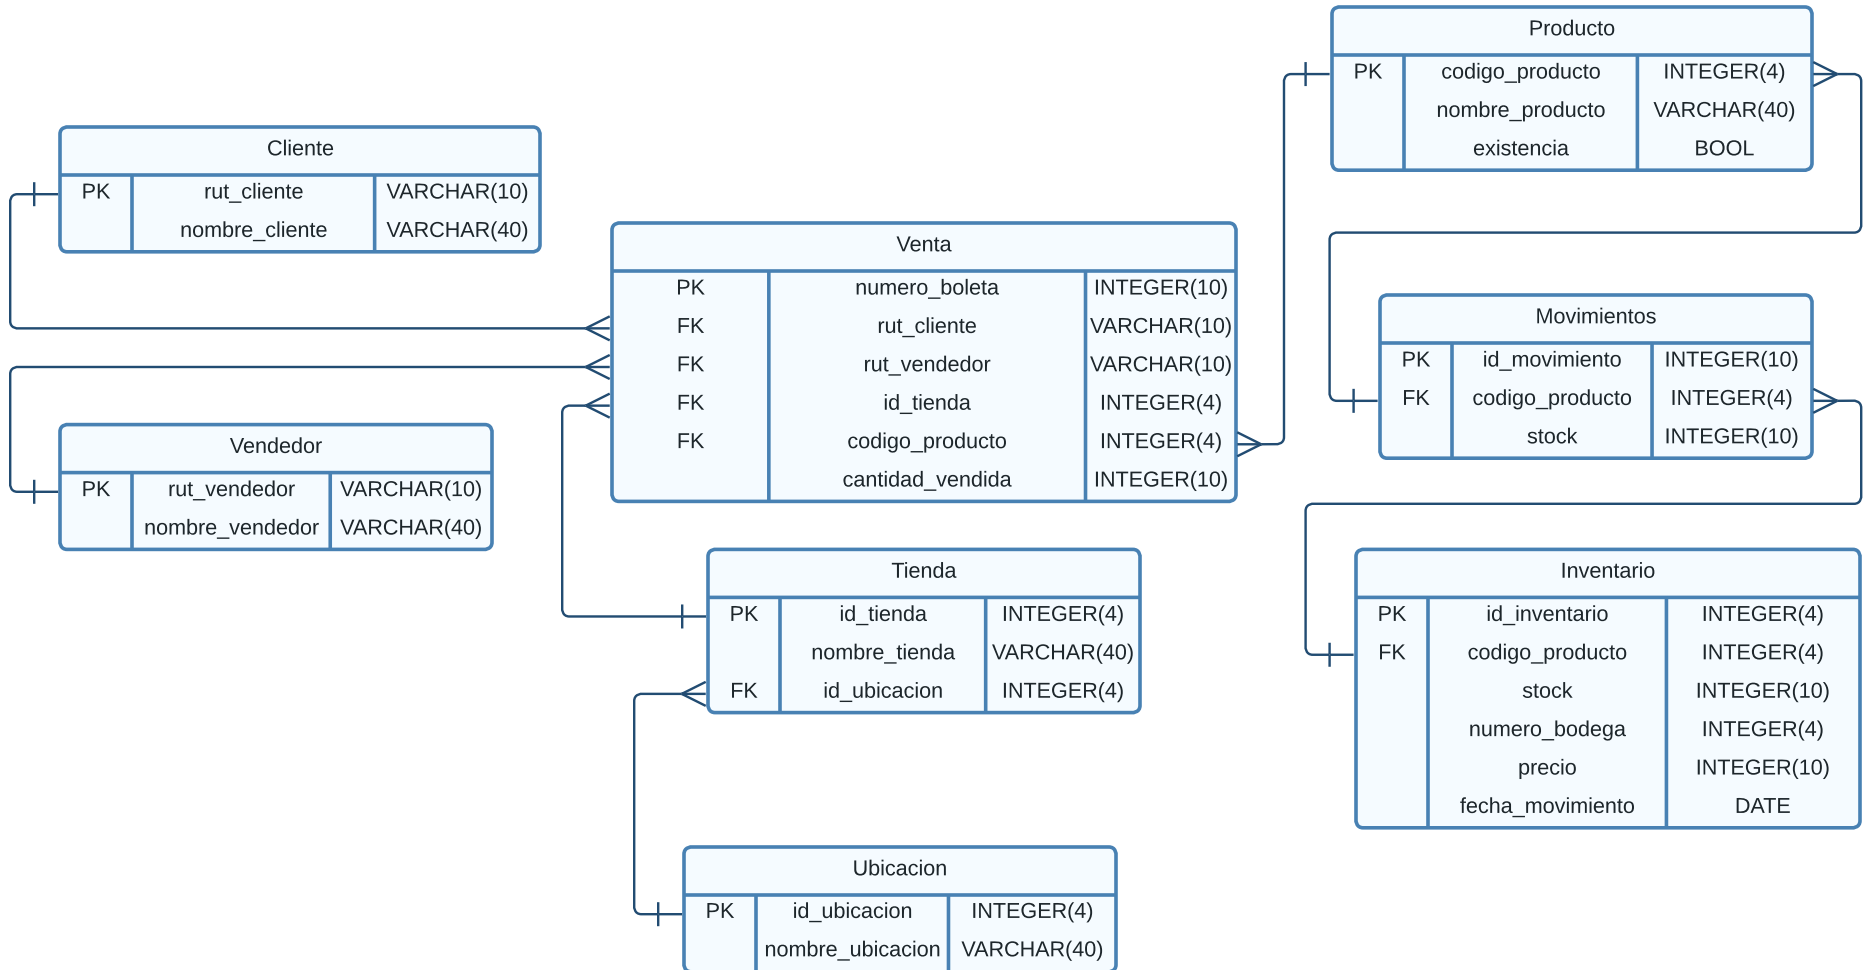 Producto
PK codigo_producto INTEGER(4)
nombre_producto VARCHAR(40)
existencia BOOL
Cliente
PK rut_cliente VARCHAR(10)
nombre_cliente VARCHAR(40)
Venta
PK numero_boleta INTEGER(10)
FK rut_cliente VARCHAR(10)
FK rut_vendedor VARCHAR(10)
FK id_tienda INTEGER(4)
FK codigo_producto INTEGER(4)
cantidad_vendida INTEGER(10)
Movimientos
PK id_movimiento INTEGER(10)
FK codigo_producto INTEGER(4)
stock INTEGER(10)
Vendedor
PK rut_vendedor VARCHAR(10)
nombre_vendedor VARCHAR(40)
Tienda
PK id_tienda INTEGER(4)
nombre_tienda VARCHAR(40)
FK id_ubicacion INTEGER(4)
Inventario
PK id_inventario INTEGER(4)
FK codigo_producto INTEGER(4)
stock INTEGER(10)
numero_bodega INTEGER(4)
precio INTEGER(10)
fecha_movimiento DATE
Ubicacion
PK id_ubicacion INTEGER(4)
nombre_ubicacion VARCHAR(40)